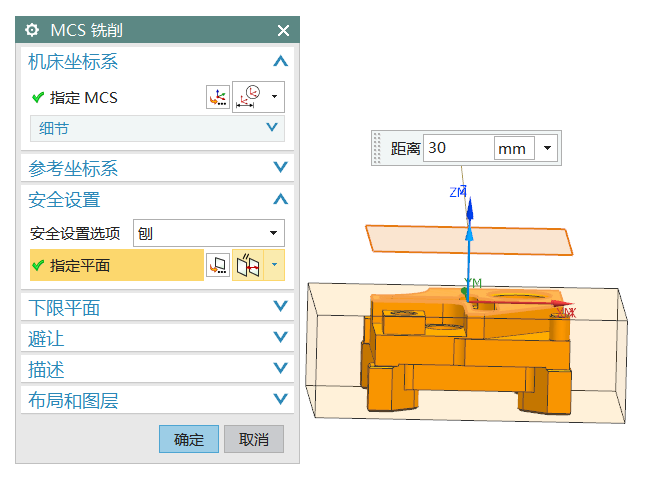 MCS 铣削
机床坐标系
指定 MCS
细节
参考坐标系
安全设置
安全设置选项 刨
指定平面
下限平面
避让
描述
布局和图层
确定 取消
距离 30 mm
ZM
YM